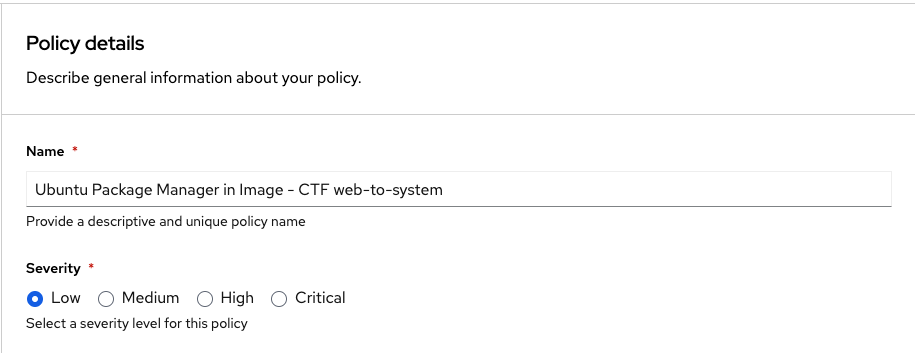 Policy details
Describe general information about your policy.
Name *
Ubuntu Package Manager in Image - CTF web-to-system
Provide a descriptive and unique policy name
Severity *
Low Medium High Critical
Select a severity level for this policy